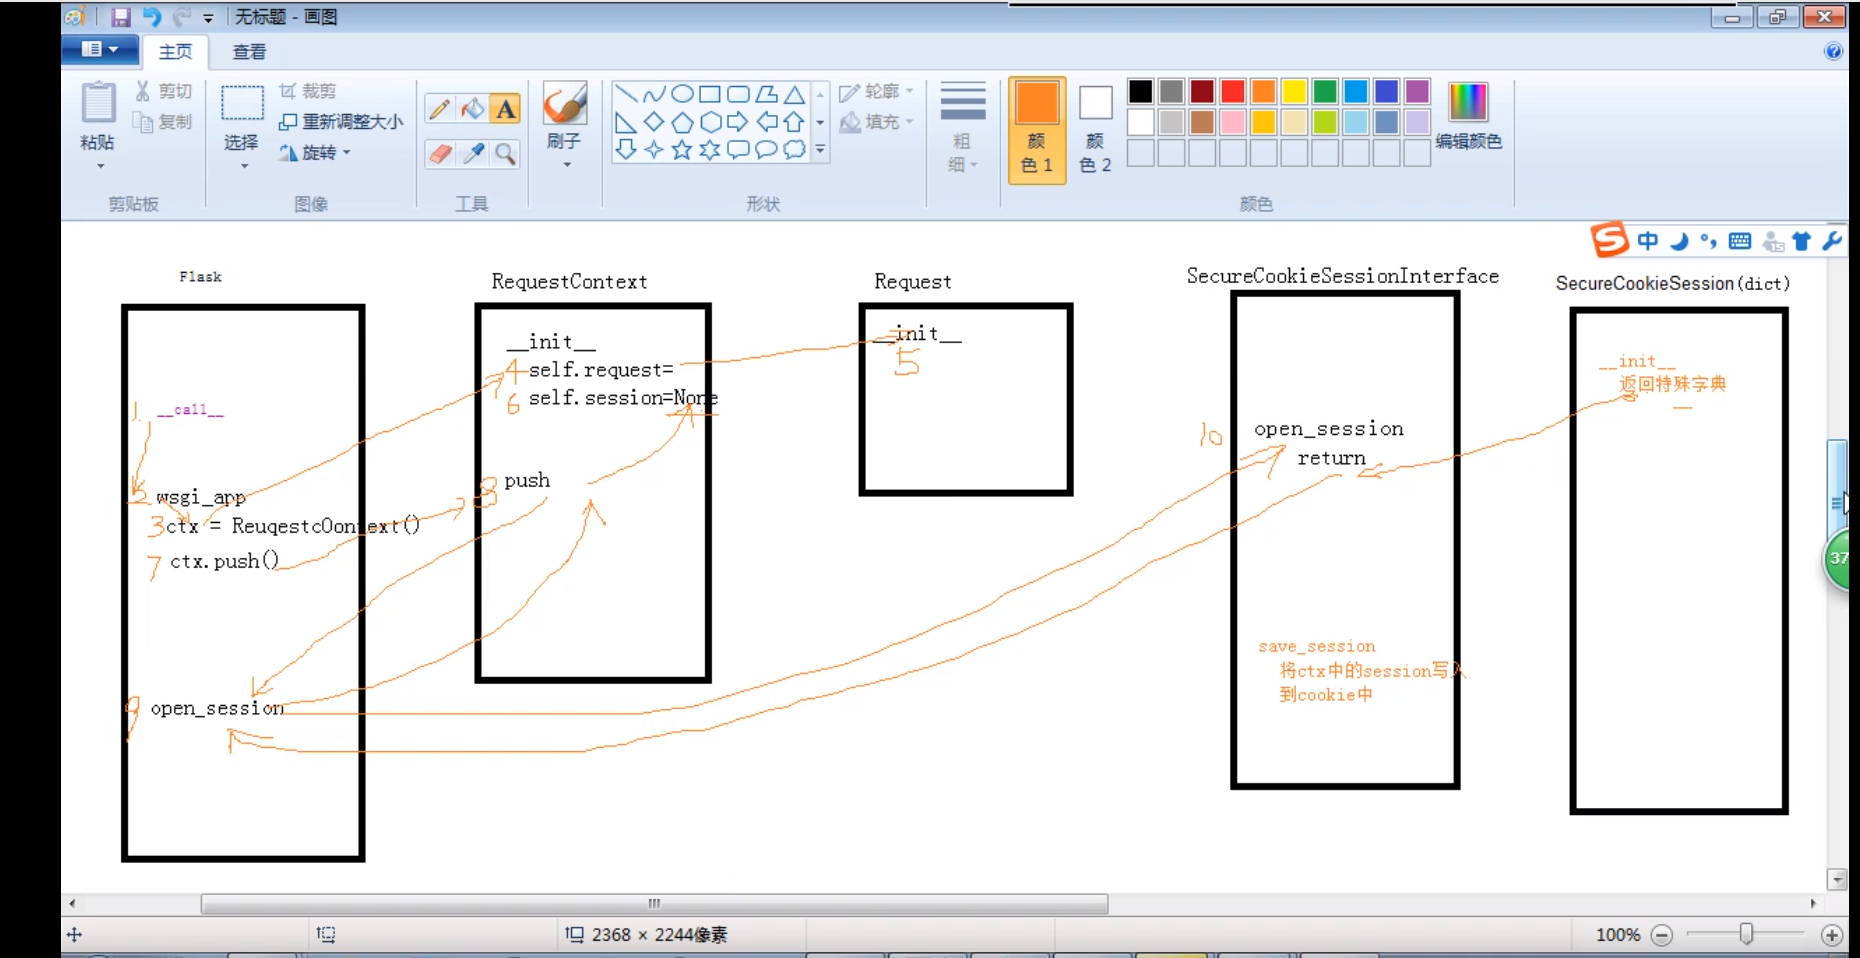 无标题 - 画图
主页
查看
粘贴
剪切
复制
剪贴板
选择
裁剪
重新调整大小
旋转
图像
A
工具
刷子
轮廓
填充
形状
粗
细
颜
色 1
颜
色 2
编辑颜色
颜色
S 中
15
Flask
RequestContext
Request
SecureCookieSessionInterface
SecureCookieSession(dict)
__init__
4 self.request=
6 self.session=None
__init__
5
__init__
返回特殊字典
1. __call__
10 open_session
return
8 push
2 wsgi_app
3 ctx = ReuqestcOontext()
7 ctx.push()
37
save_session
将ctx中的session写入
到cookie中
9 open_session
2368 × 2244像素
100%